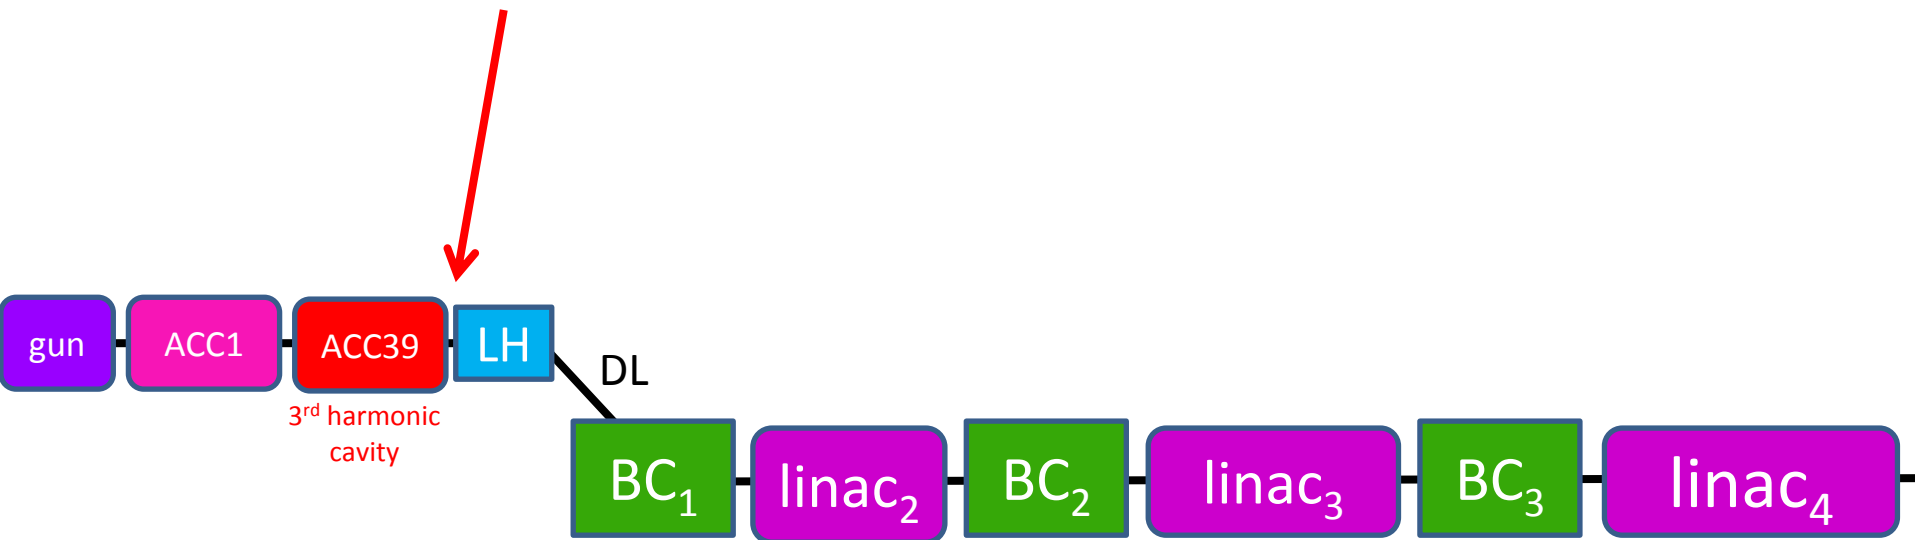 gun
ACC1
ACC39
LH
DL
3rd harmonic
cavity
BC1
linac2
BC2
linac3
BC3
linac4